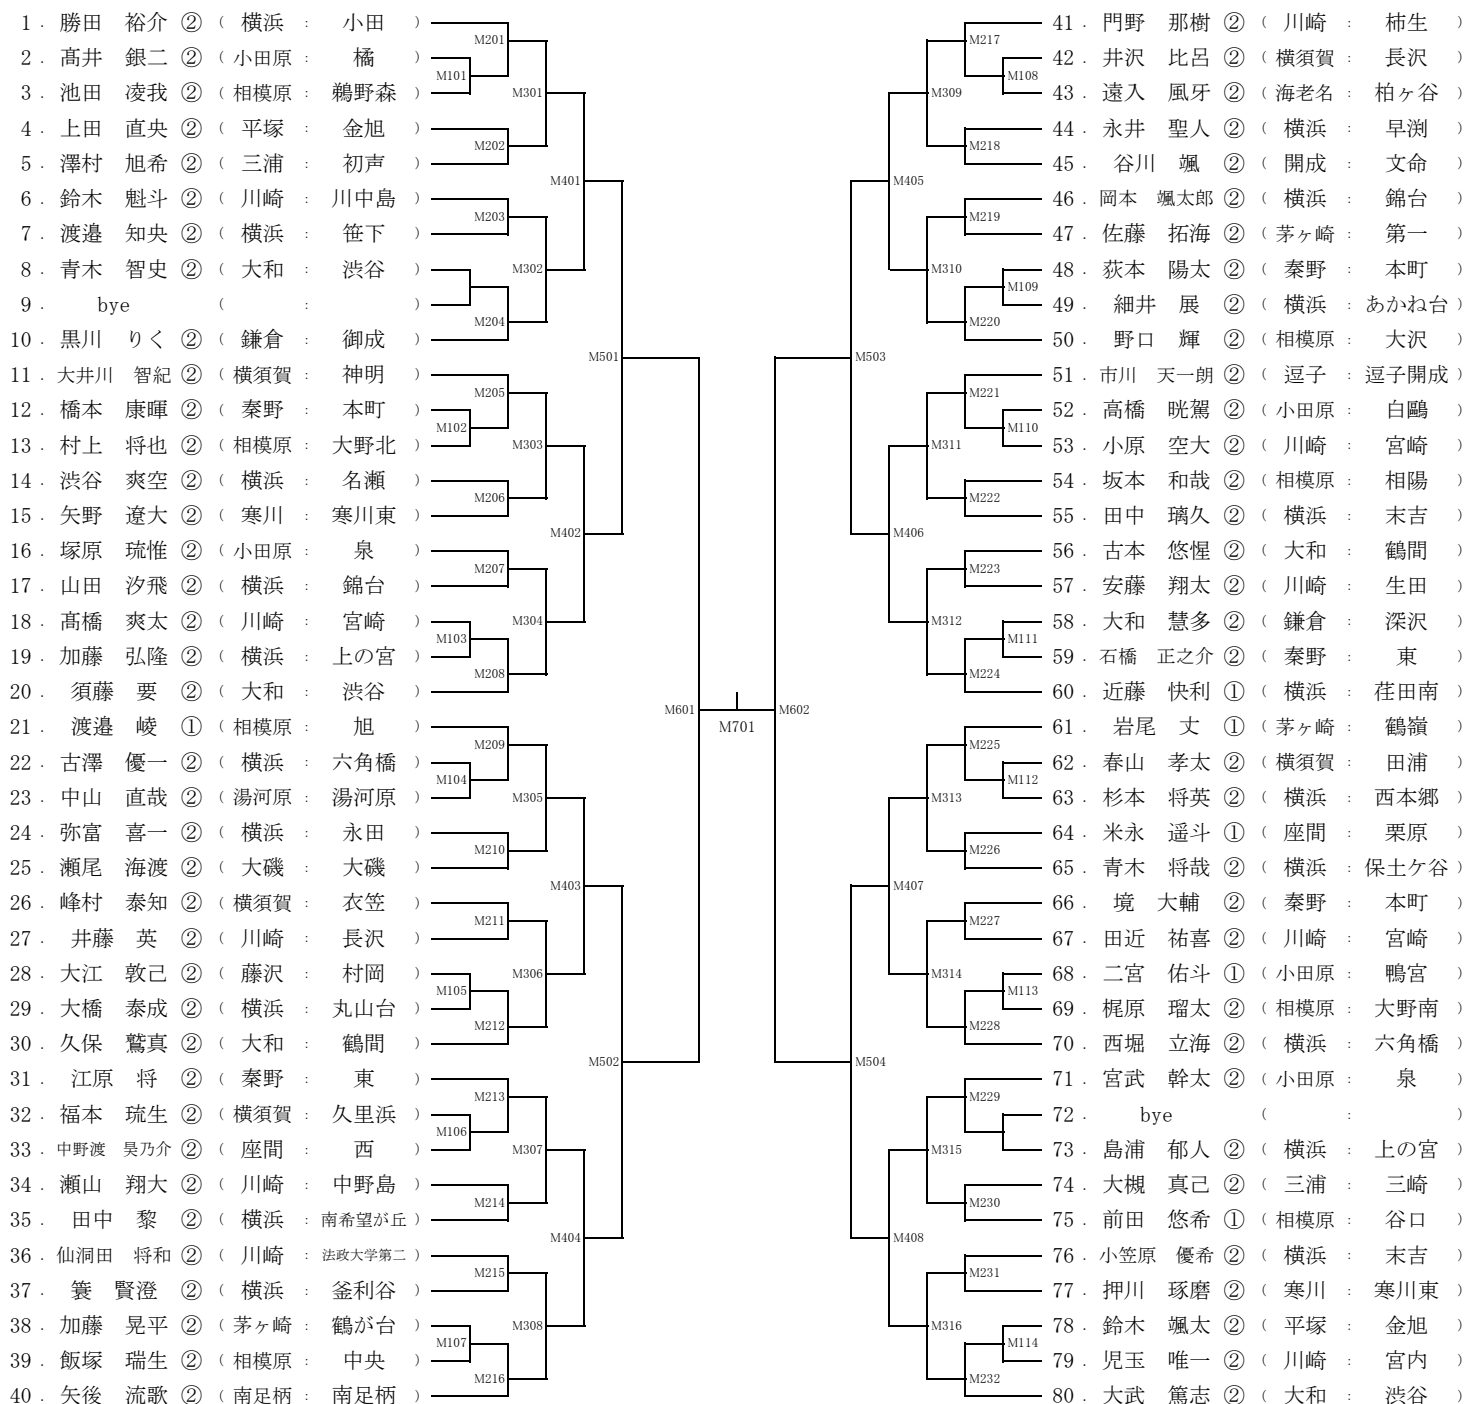 1 . 勝田　裕介 ② ( 横浜 : 小田 )
2 . 髙井　銀二 ② ( 小田原 : 橘 )
3 . 池田　凌我 ② ( 相模原 : 鵜野森 )
4 . 上田　直央 ② ( 平塚 : 金旭 )
5 . 澤村　旭希 ② ( 三浦 : 初声 )
6 . 鈴木　魁斗 ② ( 川崎 : 川中島 )
7 . 渡邉　知央 ② ( 横浜 : 笹下 )
8 . 青木　智史 ② ( 大和 : 渋谷 )
9 . bye ( : )
10 . 黒川　りく ② ( 鎌倉 : 御成 )
11 . 大井川　智紀 ② ( 横須賀 : 神明 )
12 . 橋本　康暉 ② ( 秦野 : 本町 )
13 . 村上　将也 ② ( 相模原 : 大野北 )
14 . 渋谷　爽空 ② ( 横浜 : 名瀬 )
15 . 矢野　遼大 ② ( 寒川 : 寒川東 )
16 . 塚原　琉惟 ② ( 小田原 : 泉 )
17 . 山田　汐飛 ② ( 横浜 : 錦台 )
18 . 髙橋　爽太 ② ( 川崎 : 宮崎 )
19 . 加藤　弘隆 ② ( 横浜 : 上の宮 )
20 . 須藤　要 ② ( 大和 : 渋谷 )
21 . 渡邉　崚 ① ( 相模原 : 旭 )
22 . 古澤　優一 ② ( 横浜 : 六角橋 )
23 . 中山　直哉 ② ( 湯河原 : 湯河原 )
24 . 弥富　喜一 ② ( 横浜 : 永田 )
25 . 瀬尾　海渡 ② ( 大磯 : 大磯 )
26 . 峰村　泰知 ② ( 横須賀 : 衣笠 )
27 . 井藤　英 ② ( 川崎 : 長沢 )
28 . 大江　敦己 ② ( 藤沢 : 村岡 )
29 . 大橋　泰成 ② ( 横浜 : 丸山台 )
30 . 久保　鷲真 ② ( 大和 : 鶴間 )
31 . 江原　将 ② ( 秦野 : 東 )
32 . 福本　琉生 ② ( 横須賀 : 久里浜 )
33 . 中野渡　昊乃介 ② ( 座間 : 西 )
34 . 瀬山　翔大 ② ( 川崎 : 中野島 )
35 . 田中　黎 ② ( 横浜 : 南希望が丘 )
36 . 仙洞田　将和 ② ( 川崎 : 法政大学第二 )
37 . 簑　賢澄 ② ( 横浜 : 釜利谷 )
38 . 加藤　晃平 ② ( 茅ヶ崎 : 鶴が台 )
39 . 飯塚　瑞生 ② ( 相模原 : 中央 )
40 . 矢後　流歌 ② ( 南足柄 : 南足柄 )
M101
M102
M103
M104
M105
M106
M107
M201
M202
M203
M204
M205
M206
M207
M208
M209
M210
M211
M212
M213
M214
M215
M216
M301
M302
M303
M304
M305
M306
M307
M308
M401
M402
M403
M404
M501
M502
M601
M701
M602
M503
M504
M405
M406
M407
M408
M309
M310
M311
M312
M313
M314
M315
M316
M217
M218
M219
M220
M221
M222
M223
M224
M225
M226
M227
M228
M229
M230
M231
M232
M108
M109
M110
M111
M112
M113
M114
41 . 門野　那樹 ② ( 川崎 : 柿生 )
42 . 井沢　比呂 ② ( 横須賀 : 長沢 )
43 . 遠入　風牙 ② ( 海老名 : 柏ヶ谷 )
44 . 永井　聖人 ② ( 横浜 : 早渕 )
45 . 谷川　颯 ② ( 開成 : 文命 )
46 . 岡本　颯太郎 ② ( 横浜 : 錦台 )
47 . 佐藤　拓海 ② ( 茅ヶ崎 : 第一 )
48 . 荻本　陽太 ② ( 秦野 : 本町 )
49 . 細井　展 ② ( 横浜 : あかね台 )
50 . 野口　輝 ② ( 相模原 : 大沢 )
51 . 市川　天一朗 ② ( 逗子 : 逗子開成 )
52 . 高橋　晄駕 ② ( 小田原 : 白鷗 )
53 . 小原　空大 ② ( 川崎 : 宮崎 )
54 . 坂本　和哉 ② ( 相模原 : 相陽 )
55 . 田中　璃久 ② ( 横浜 : 末吉 )
56 . 古本　悠惺 ② ( 大和 : 鶴間 )
57 . 安藤　翔太 ② ( 川崎 : 生田 )
58 . 大和　慧多 ② ( 鎌倉 : 深沢 )
59 . 石橋　正之介 ② ( 秦野 : 東 )
60 . 近藤　快利 ① ( 横浜 : 荏田南 )
61 . 岩尾　丈 ① ( 茅ヶ崎 : 鶴嶺 )
62 . 春山　孝太 ② ( 横須賀 : 田浦 )
63 . 杉本　将英 ② ( 横浜 : 西本郷 )
64 . 米永　遥斗 ① ( 座間 : 栗原 )
65 . 青木　将哉 ② ( 横浜 : 保土ケ谷 )
66 . 境　大輔 ② ( 秦野 : 本町 )
67 . 田近　祐喜 ② ( 川崎 : 宮崎 )
68 . 二宮　佑斗 ① ( 小田原 : 鴨宮 )
69 . 梶原　瑠太 ② ( 相模原 : 大野南 )
70 . 西堀　立海 ② ( 横浜 : 六角橋 )
71 . 宮武　幹太 ② ( 小田原 : 泉 )
72 . bye ( : )
73 . 島浦　郁人 ② ( 横浜 : 上の宮 )
74 . 大槻　真己 ② ( 三浦 : 三崎 )
75 . 前田　悠希 ① ( 相模原 : 谷口 )
76 . 小笠原　優希 ② ( 横浜 : 末吉 )
77 . 押川　琢磨 ② ( 寒川 : 寒川東 )
78 . 鈴木　颯太 ② ( 平塚 : 金旭 )
79 . 児玉　唯一 ② ( 川崎 : 宮内 )
80 . 大武　篤志 ② ( 大和 : 渋谷 )